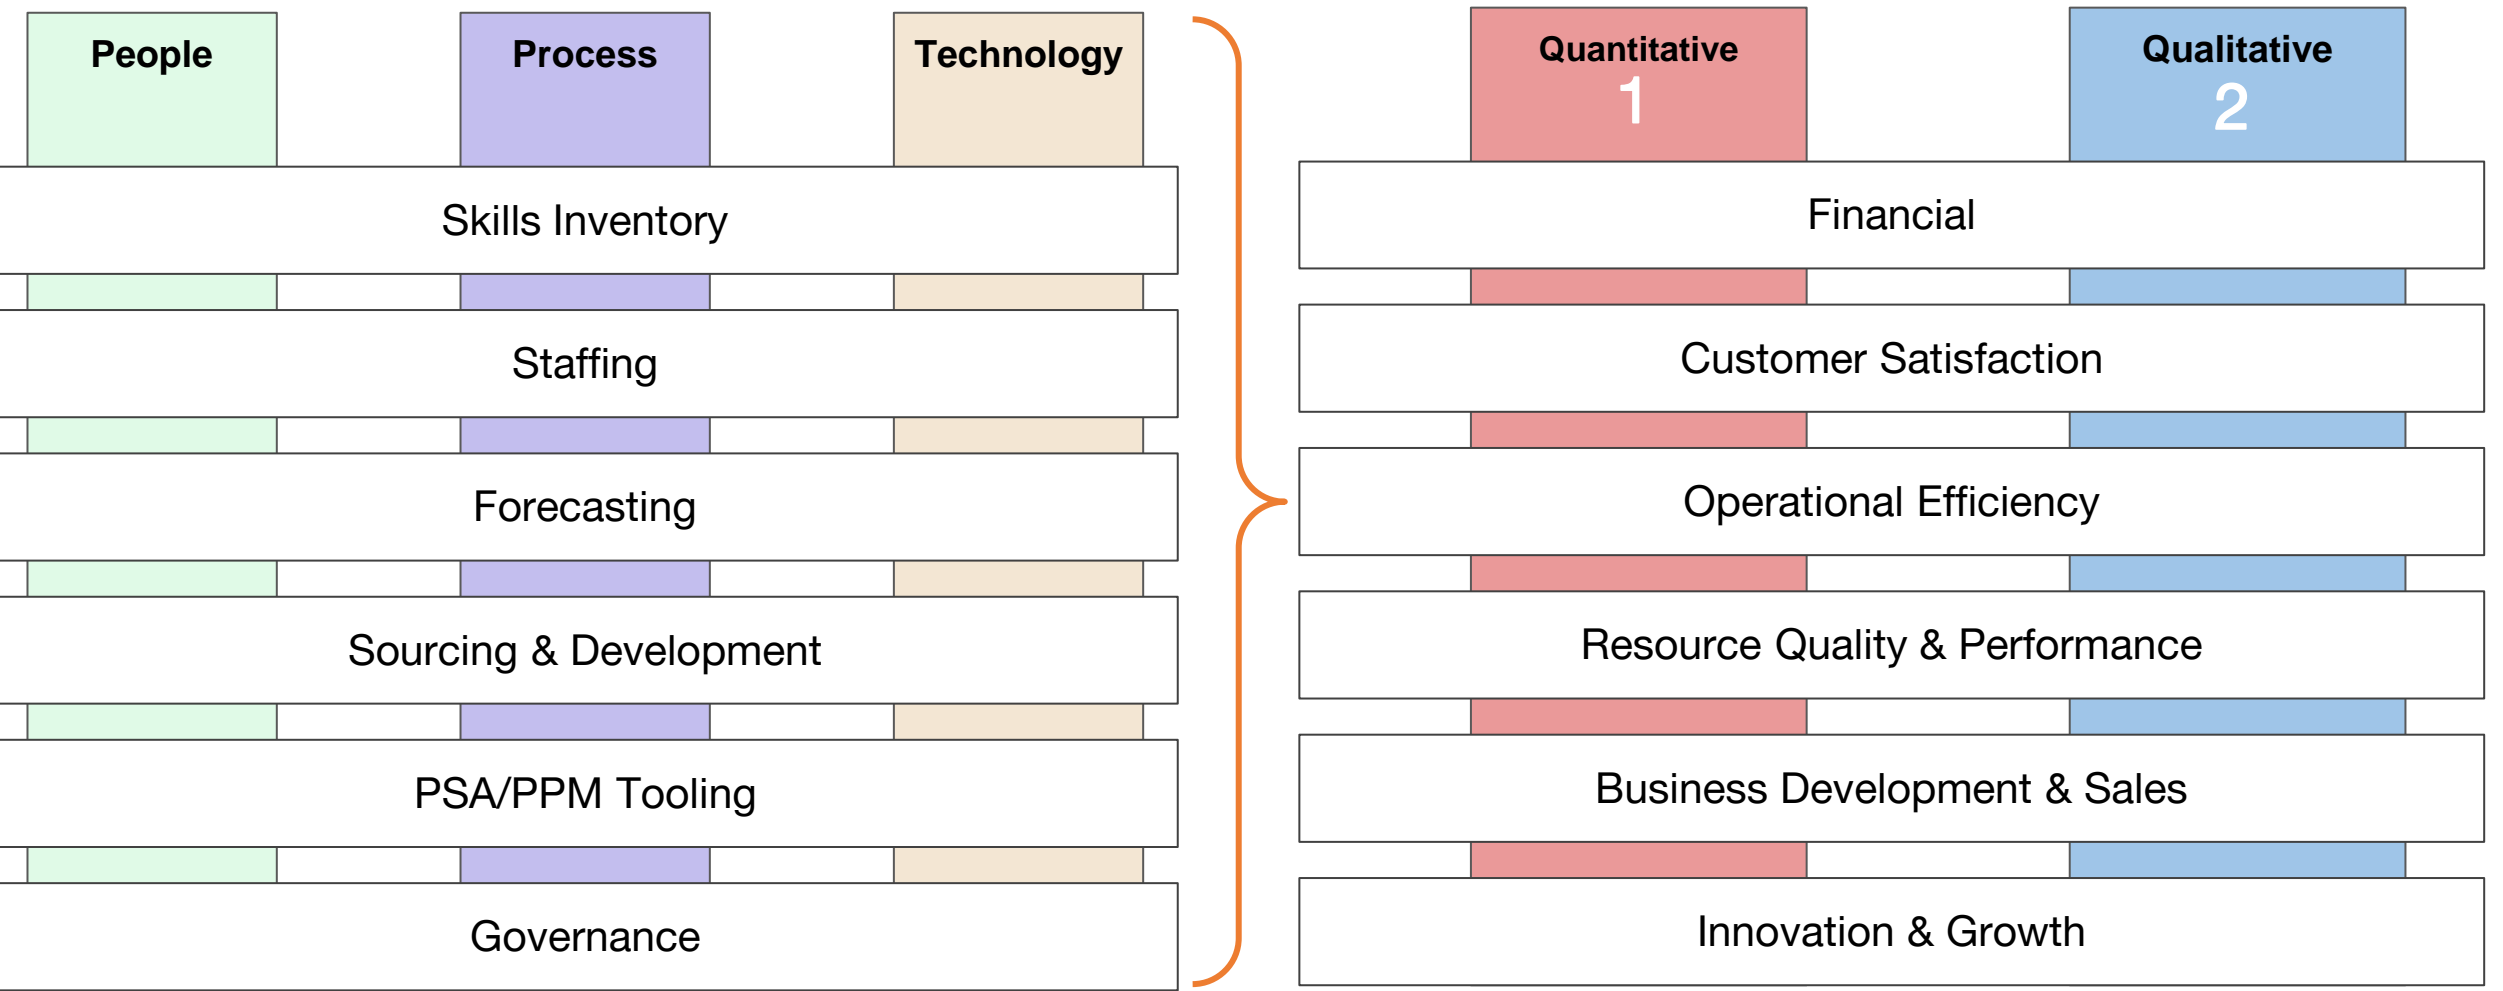 People
Process
Technology
Skills Inventory
Staffing
Forecasting
Sourcing & Development
PSA/PPM Tooling
Governance
Quantitative
1
Qualitative
2
Financial
Customer Satisfaction
Operational Efficiency
Resource Quality & Performance
Business Development & Sales
Innovation & Growth